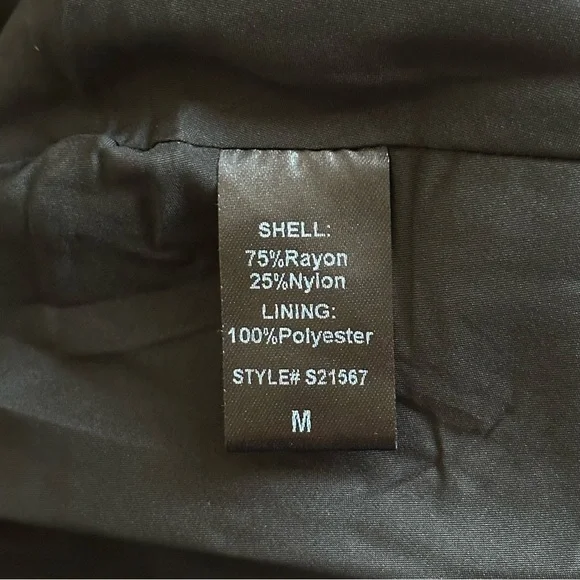 SHELL:
75%Rayon
25%Nylon
LINING:
100%Polyester
STYLE# S21567
M